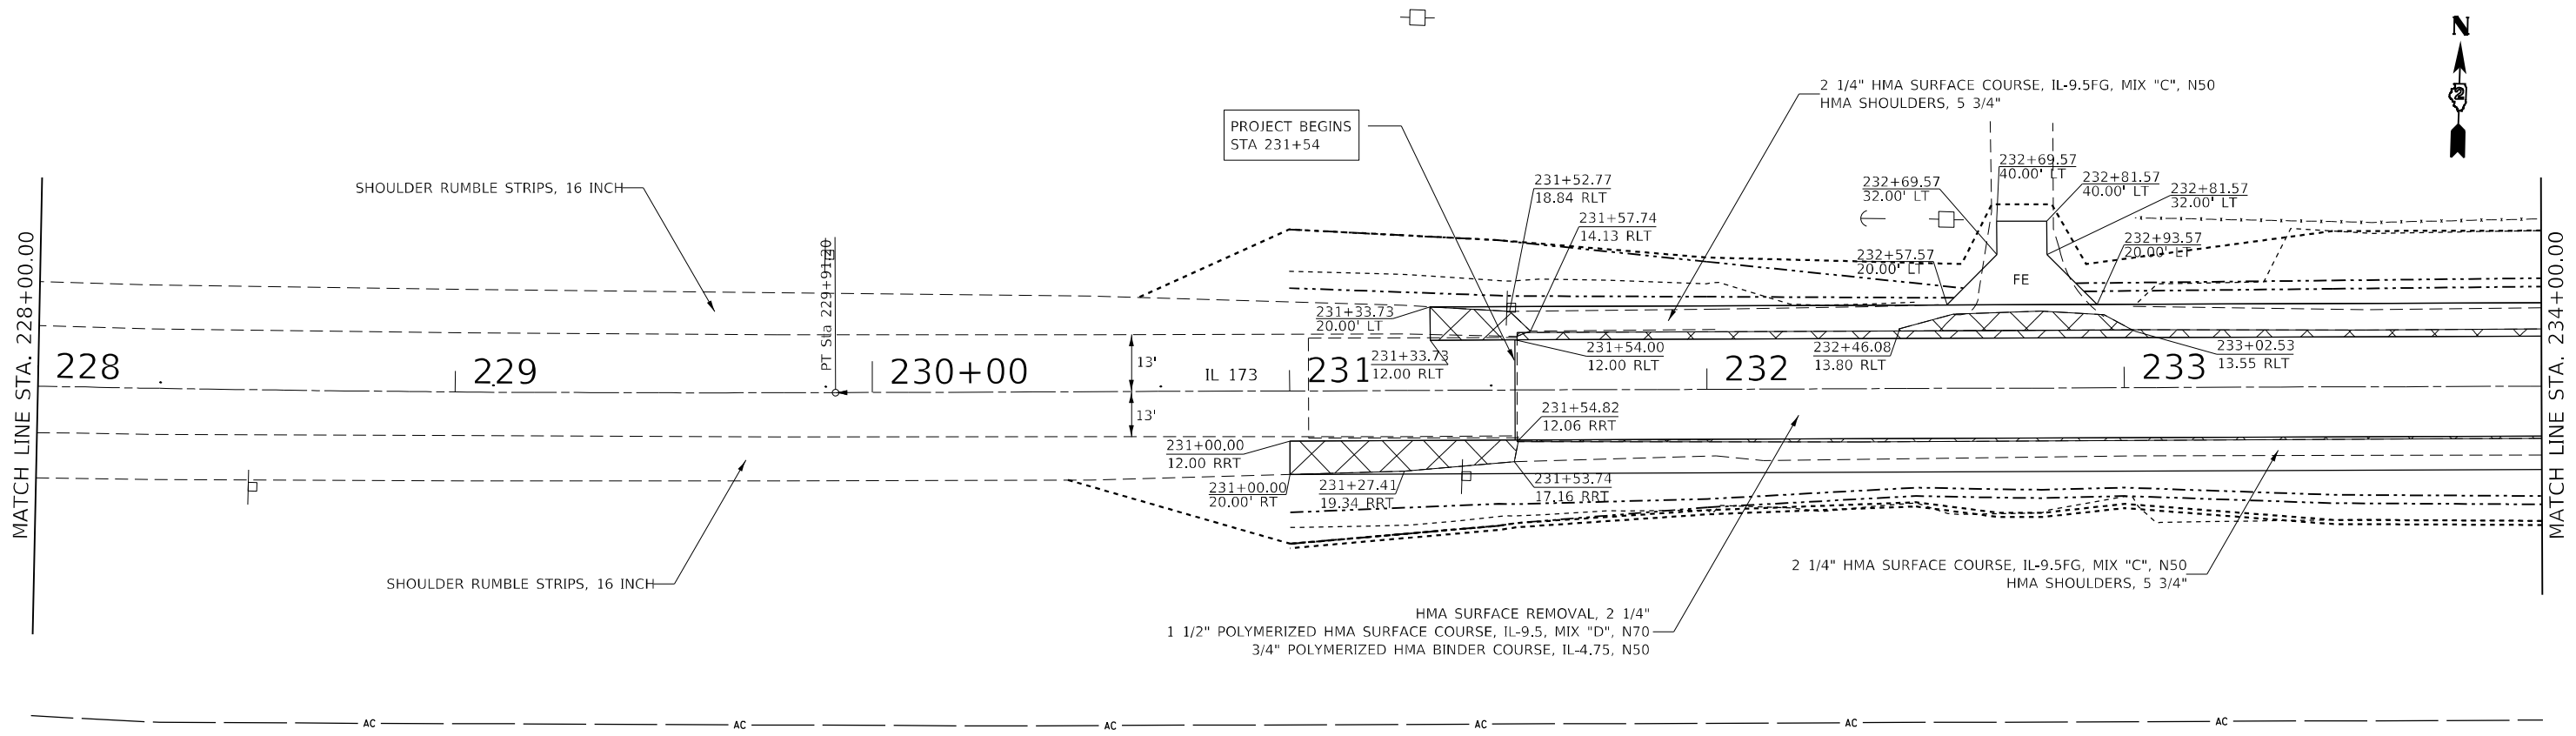 N
2
2 1/4" HMA SURFACE COURSE, IL-9.5FG, MIX "C", N50
HMA SHOULDERS, 5 3/4"
PROJECT BEGINS
STA 231+54
SHOULDER RUMBLE STRIPS, 16 INCH
231+52.77
18.84 RLT
231+57.74
14.13 RLT
232+69.57
40.00' LT
232+69.57
32.00' LT
232+81.57
40.00' LT
232+81.57
32.00' LT
232+57.57
20.00' LT
232+93.57
20.00' LT
FE
MATCH LINE STA. 228+00.00
MATCH LINE STA. 234+00.00
PT Sta 229+91.20
231+33.73
20.00' LT
231+33.73
12.00 RLT
231+54.00
12.00 RLT
232+46.08
13.80 RLT
233+02.53
13.55 RLT
228
229
230+00
13'
IL 173
231
232
233
13'
231+54.82
12.06 RRT
231+00.00
12.00 RRT
231+00.00
20.00' RT
231+27.41
19.34 RRT
231+53.74
17.16 RRT
SHOULDER RUMBLE STRIPS, 16 INCH
2 1/4" HMA SURFACE COURSE, IL-9.5FG, MIX "C", N50
HMA SHOULDERS, 5 3/4"
HMA SURFACE REMOVAL, 2 1/4"
1 1/2" POLYMERIZED HMA SURFACE COURSE, IL-9.5, MIX "D", N70
3/4" POLYMERIZED HMA BINDER COURSE, IL-4.75, N50
AC AC AC AC AC AC